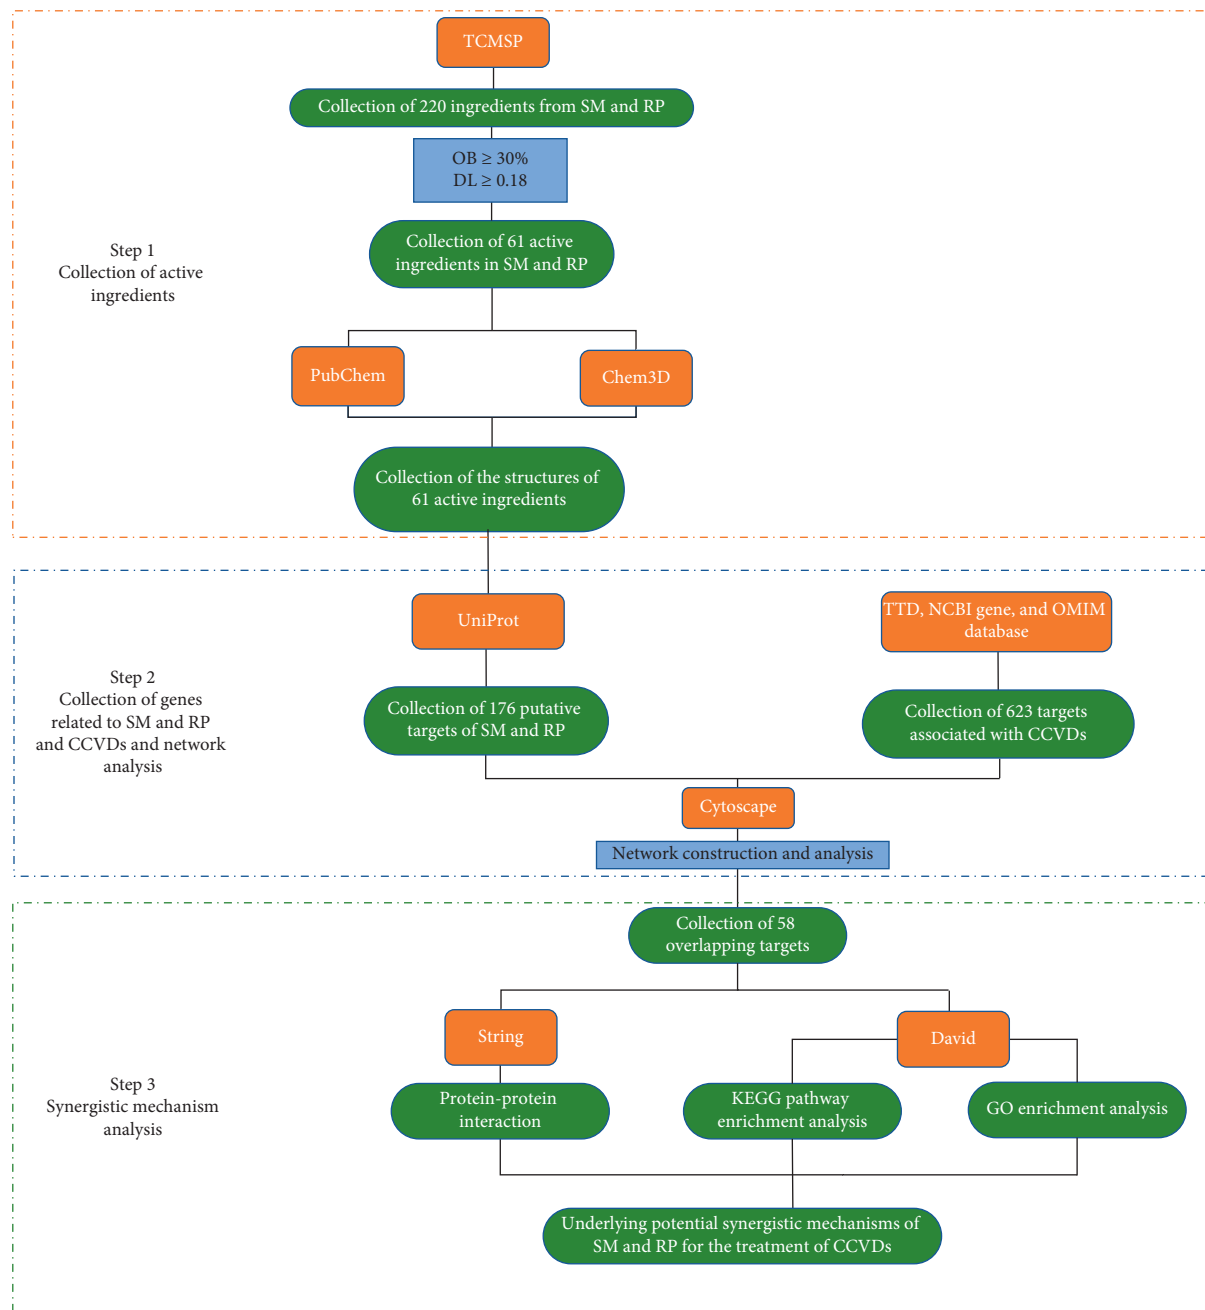 TCMSP
Collection of 220 ingredients from SM and RP
OB ≥ 30%
DL ≥ 0.18
Collection of 61 active
ingredients in SM and RP
Step 1
Collection of active
ingredients
PubChem
Chem3D
Collection of the structures of
61 active ingredients
UniProt
TTD, NCBI gene, and OMIM
database
Step 2
Collection of genes
related to SM and RP
and CCVDs and network
analysis
Collection of 176 putative
targets of SM and RP
Collection of 623 targets
associated with CCVDs
Cytoscape
Network construction and analysis
Collection of 58
overlapping targets
String
David
Step 3
Synergistic mechanism
analysis
Protein-protein
interaction
KEGG pathway
enrichment analysis
GO enrichment analysis
Underlying potential synergistic mechanisms of
SM and RP for the treatment of CCVDs